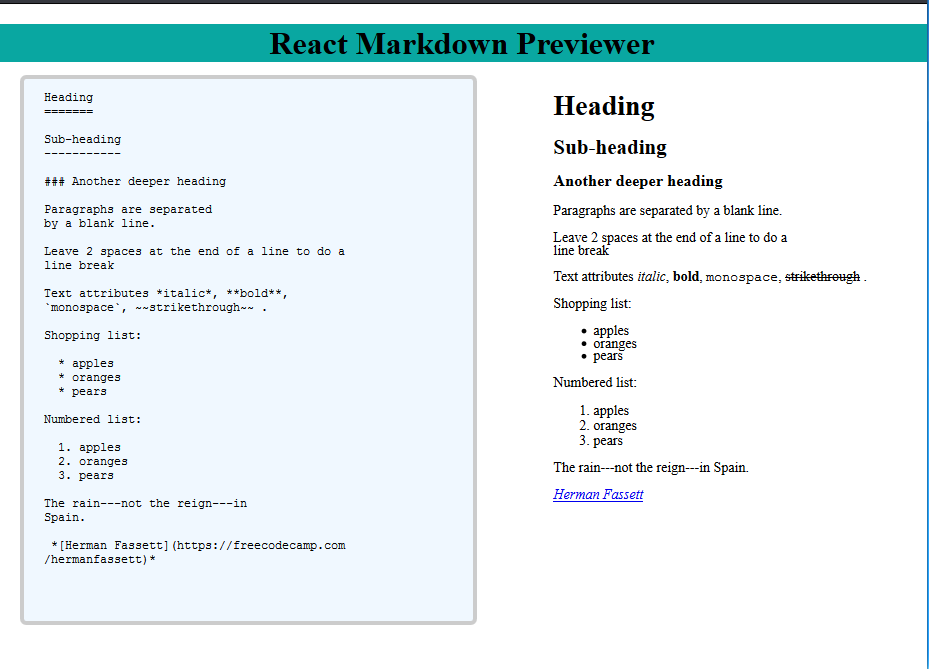 React Markdown Previewer
Heading
=======
Sub-heading
-----------
### Another deeper heading
Paragraphs are separated
by a blank line.
Leave 2 spaces at the end of a line to do a
line break
Text attributes *italic*, **bold**,
`monospace`, ~~strikethrough~~ .
Shopping list:
* apples
* oranges
* pears
Numbered list:
1. apples
2. oranges
3. pears
The rain---not the reign---in
Spain.
*[Herman Fassett](https://freecodecamp.com
/hermanfassett)*
Heading
Sub-heading
Another deeper heading
Paragraphs are separated by a blank line.
Leave 2 spaces at the end of a line to do a
line break
Text attributes italic, bold, monospace, strikethrough .
Shopping list:
• apples
• oranges
• pears
Numbered list:
1. apples
2. oranges
3. pears
The rain---not the reign---in Spain.
Herman Fassett